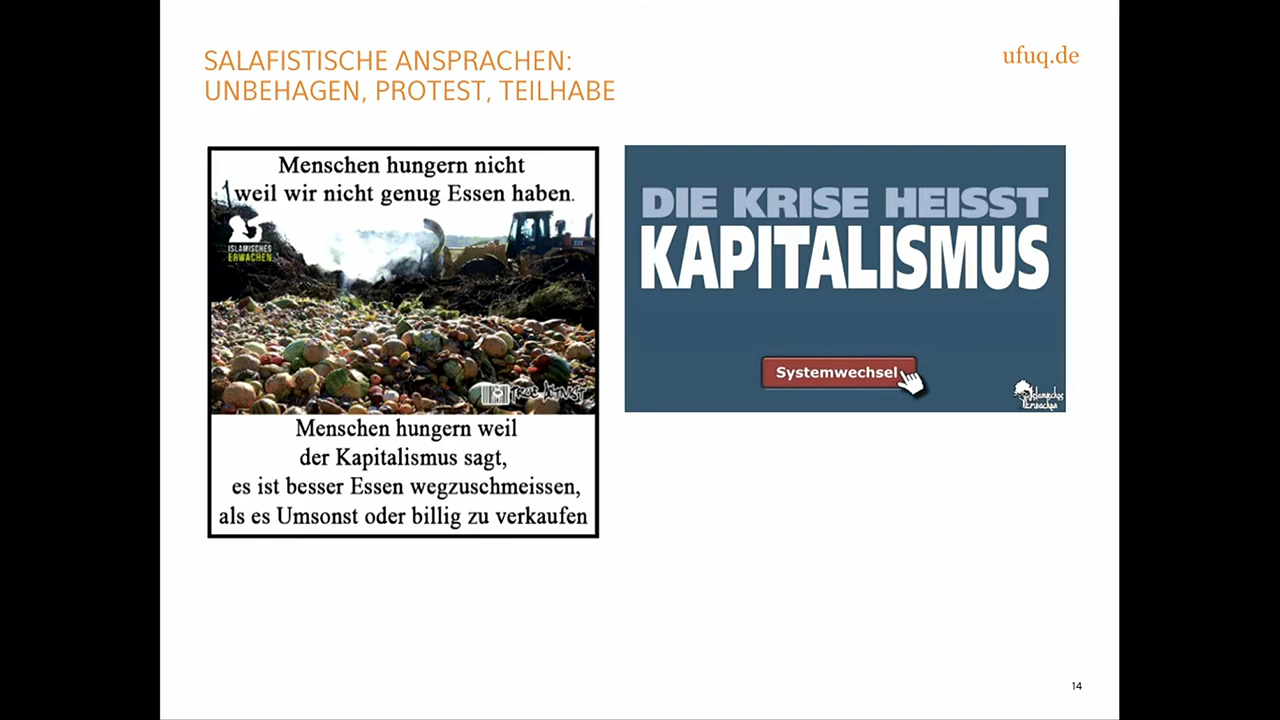 SALAFISTISCHE ANSPRACHEN:
UNBEHAGEN, PROTEST, TEILHABE
ufuq.de
Menschen hungern nicht
weil wir nicht genug Essen haben.
ISLAMISCHES
ERWACHEN
Menschen hungern weil
der Kapitalismus sagt,
es ist besser Essen wegzuschmeissen,
als es Umsonst oder billig zu verkaufen
DIE KRISE HEISST
KAPITALISMUS
Systemwechsel
Islamisches
Erwachen
14